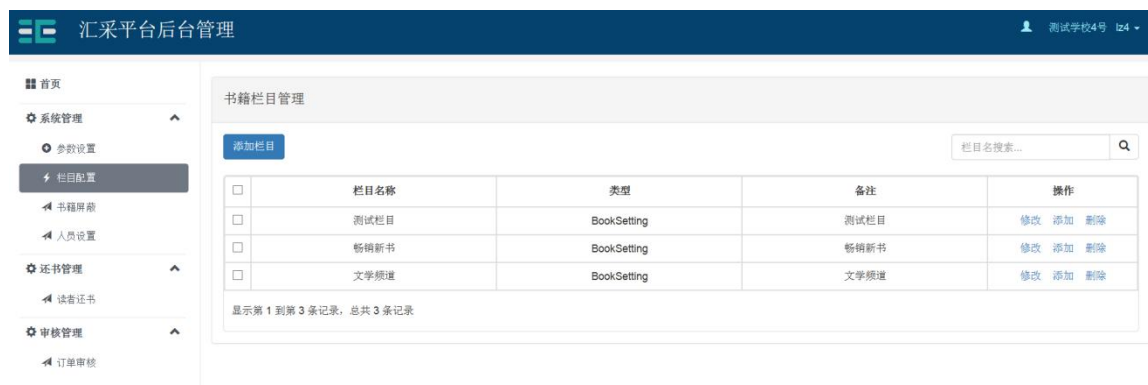 汇采平台后台管理
测试学校4号 lz4
首页
系统管理
参数设置
栏目配置
书籍屏蔽
人员设置
还书管理
读者还书
审核管理
订单审核
书籍栏目管理
添加栏目
栏目名搜索...
栏目名称 类型 备注 操作
测试栏目 BookSetting 测试栏目 修改 添加 删除
畅销新书 BookSetting 畅销新书 修改 添加 删除
文学频道 BookSetting 文学频道 修改 添加 删除
显示第 1 到第 3 条记录，总共 3 条记录